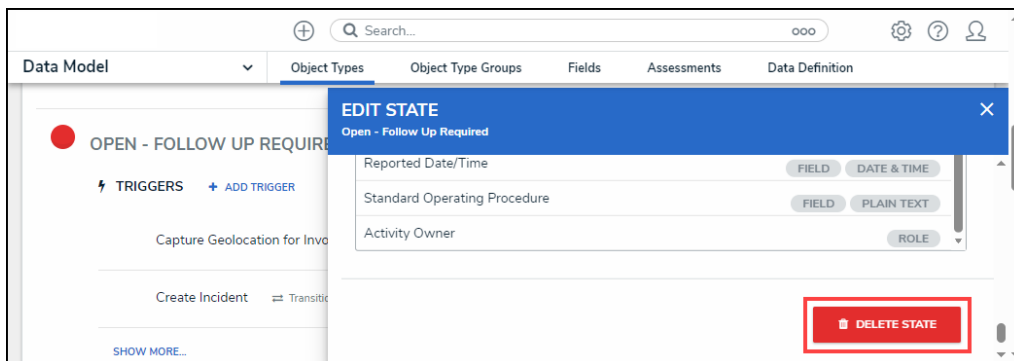 Search...
Data Model
Object Types Object Type Groups Fields Assessments Data Definition
EDIT STATE
Open - Follow Up Required
OPEN - FOLLOW UP REQUIRE
Reported Date/Time FIELD DATE & TIME
TRIGGERS + ADD TRIGGER
Standard Operating Procedure FIELD PLAIN TEXT
Activity Owner ROLE
Capture Geolocation for Invo
Create Incident Transitio
DELETE STATE
SHOW MORE...